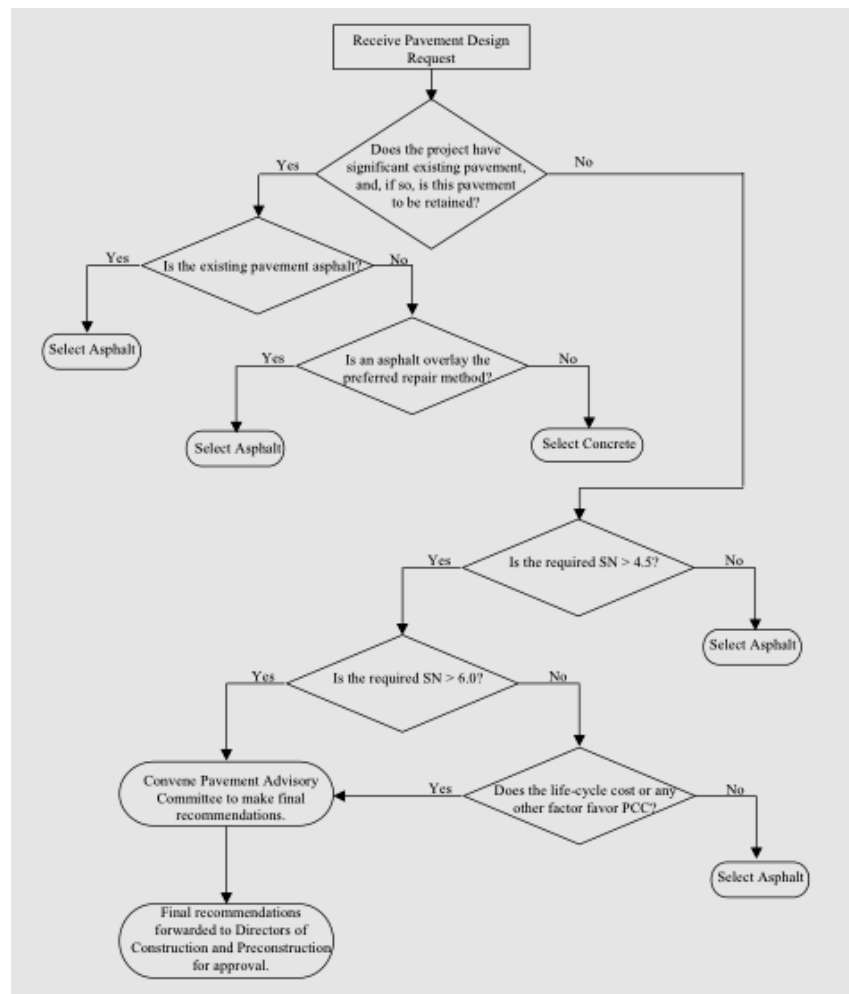 Receive Pavement Design
Request
Does the project have
significant existing pavement,
and, if so, is this pavement
to be retained?
Yes
No
Is the existing pavement asphalt?
Yes
No
Select Asphalt
Is an asphalt overlay the
preferred repair method?
Yes
No
Select Asphalt
Select Concrete
Is the required SN > 4.5?
Yes
No
Select Asphalt
Is the required SN > 6.0?
Yes
No
Convene Pavement Advisory
Committee to make final
recommendations.
Does the life-cycle cost or any
other factor favor PCC?
Yes
No
Select Asphalt
Final recommendations
forwarded to Directors of
Construction and Preconstruction
for approval.